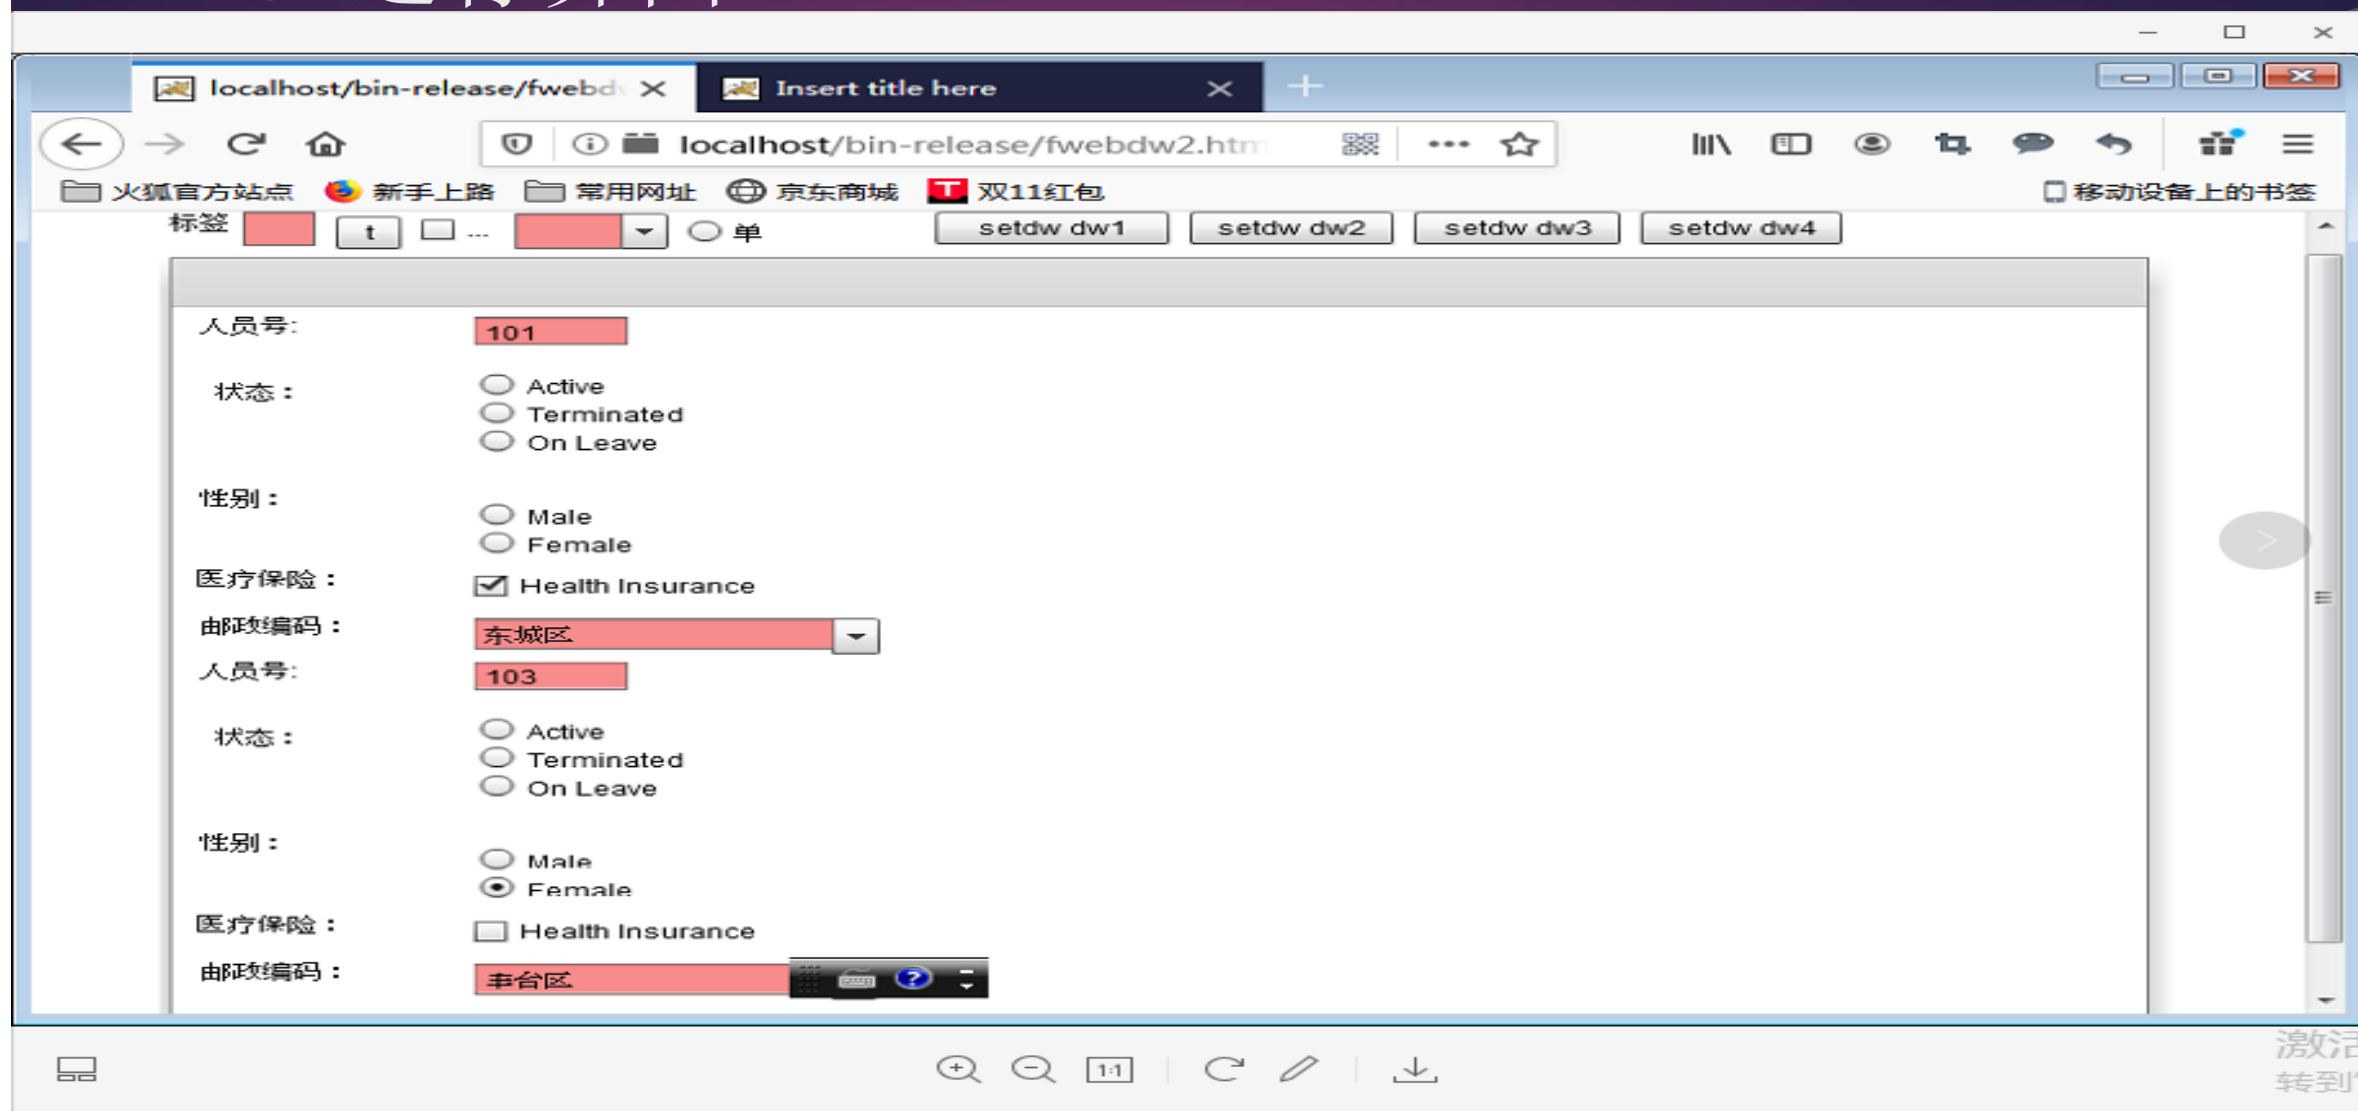 localhost/bin-release/fwebd
Insert title here
localhost/bin-release/fwebdw2.htm
火狐官方站点 新手上路 常用网址 京东商城 双11红包 移动设备上的书签
标签 t ... 单 setdw dw1 setdw dw2 setdw dw3 setdw dw4
人员号: 101
状态： Active
Terminated
On Leave
性别：
Male
Female
医疗保险： Health Insurance
邮政编码： 东城区
人员号: 103
状态： Active
Terminated
On Leave
性别：
Male
Female
医疗保险： Health Insurance
邮政编码： 丰台区
1:1
激活
转到